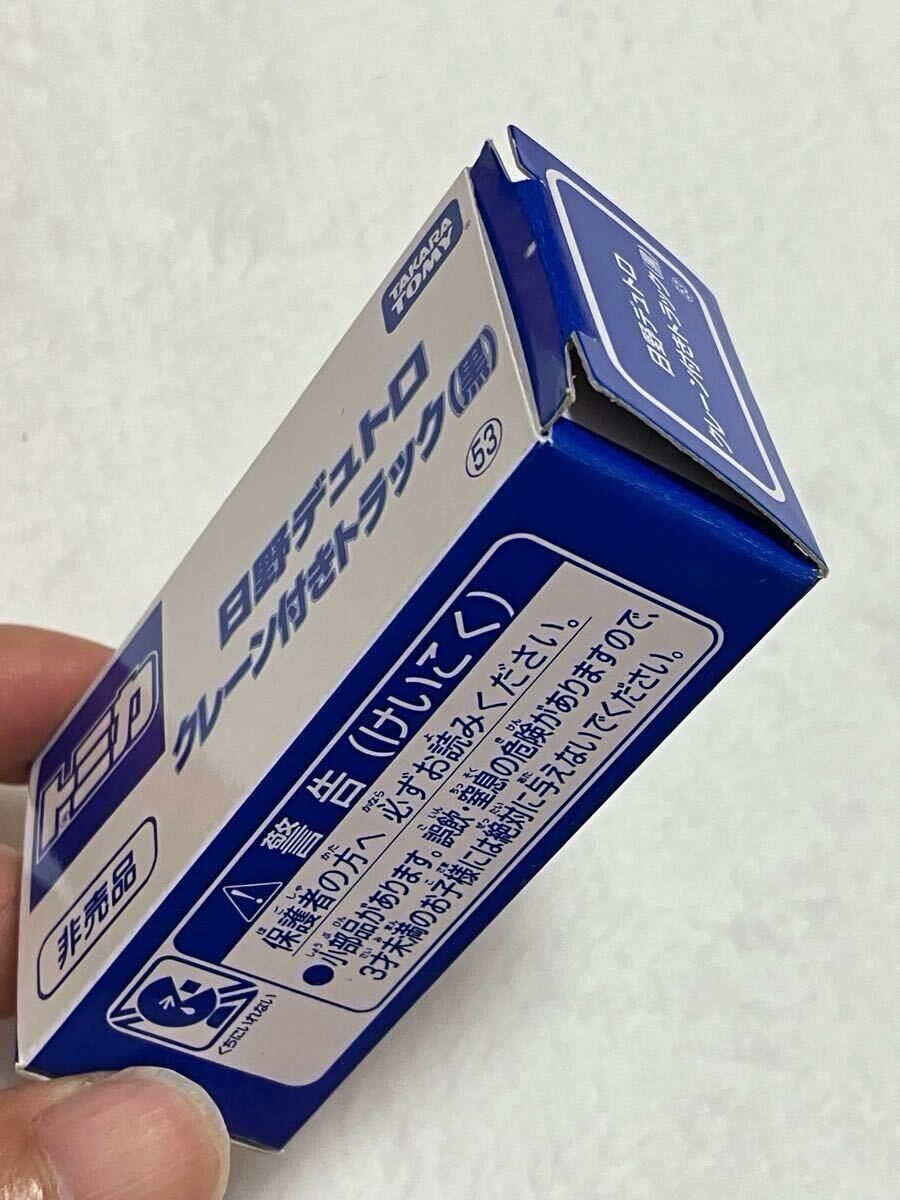 TAKARA
TOMY
日野デュトロ
クレーン付きトラック(黒)
53
トミカ
非売品
日野デュトロ
クレーン付きトラック(黒)
53
警告(けいこく)
保護者の方へ 必ずお読みください。
●小部品があります。誤飲・窒息の危険がありますので、
3才未満のお子様には絶対に与えないでください。
くちにいれない